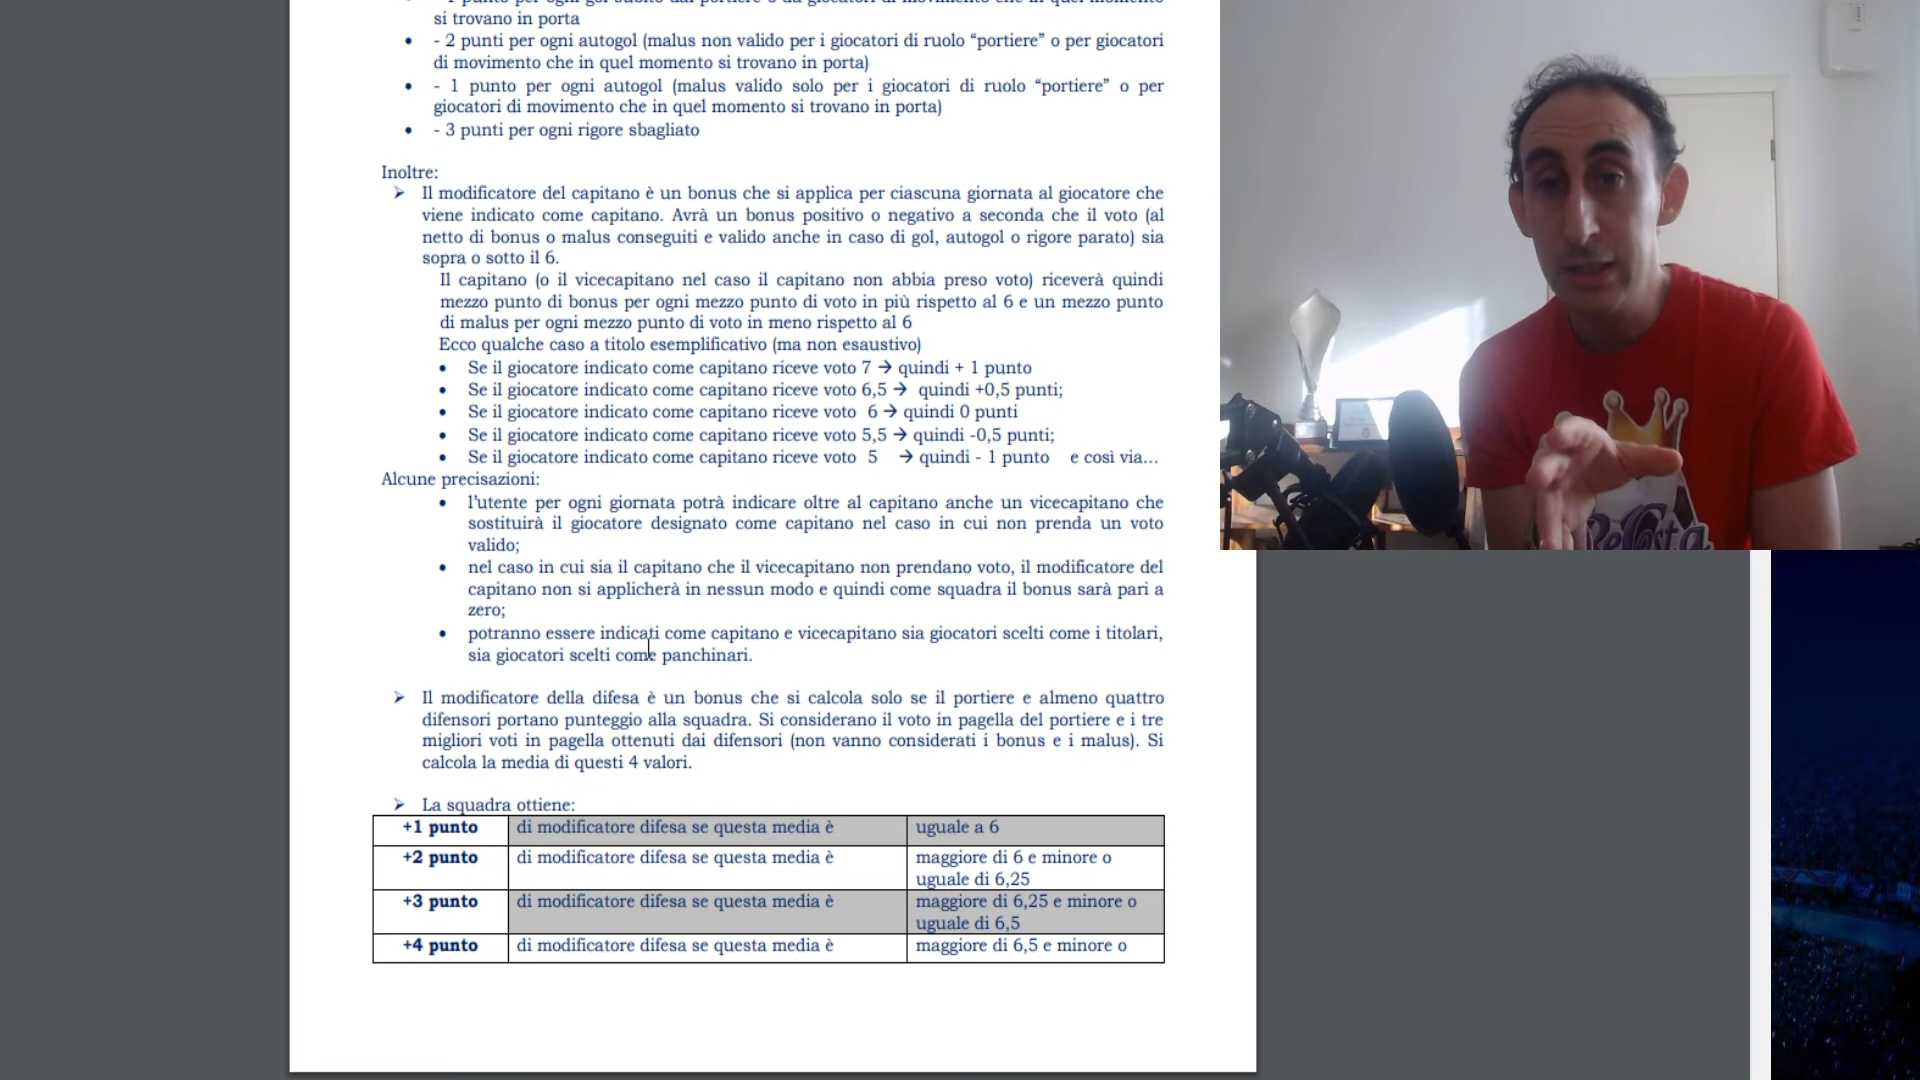 si trovano in porta
• - 2 punti per ogni autogol (malus non valido per i giocatori di ruolo “portiere” o per giocatori
di movimento che in quel momento si trovano in porta)
• - 1 punto per ogni autogol (malus valido solo per i giocatori di ruolo “portiere” o per
giocatori di movimento che in quel momento si trovano in porta)
• - 3 punti per ogni rigore sbagliato
Inoltre:
➢ Il modificatore del capitano è un bonus che si applica per ciascuna giornata al giocatore che
viene indicato come capitano. Avrà un bonus positivo o negativo a seconda che il voto (al
netto di bonus o malus conseguiti e valido anche in caso di gol, autogol o rigore parato) sia
sopra o sotto il 6.
Il capitano (o il vicecapitano nel caso il capitano non abbia preso voto) riceverà quindi
mezzo punto di bonus per ogni mezzo punto di voto in più rispetto al 6 e un mezzo punto
di malus per ogni mezzo punto di voto in meno rispetto al 6
Ecco qualche caso a titolo esemplificativo (ma non esaustivo)
• Se il giocatore indicato come capitano riceve voto 7 → quindi + 1 punto
• Se il giocatore indicato come capitano riceve voto 6,5 → quindi +0,5 punti;
• Se il giocatore indicato come capitano riceve voto 6 → quindi 0 punti
• Se il giocatore indicato come capitano riceve voto 5,5 → quindi -0,5 punti;
• Se il giocatore indicato come capitano riceve voto 5 → quindi - 1 punto e così via...
Alcune precisazioni:
• l’utente per ogni giornata potrà indicare oltre al capitano anche un vicecapitano che
sostituirà il giocatore designato come capitano nel caso in cui non prenda un voto
valido;
• nel caso in cui sia il capitano che il vicecapitano non prendano voto, il modificatore del
capitano non si applicherà in nessun modo e quindi come squadra il bonus sarà pari a
zero;
• potranno essere indicati come capitano e vicecapitano sia giocatori scelti come i titolari,
sia giocatori scelti come panchinari.
➢ Il modificatore della difesa è un bonus che si calcola solo se il portiere e almeno quattro
difensori portano punteggio alla squadra. Si considerano il voto in pagella del portiere e i tre
migliori voti in pagella ottenuti dai difensori (non vanno considerati i bonus e i malus). Si
calcola la media di questi 4 valori.
➢ La squadra ottiene:
+1 punto di modificatore difesa se questa media è uguale a 6
+2 punto di modificatore difesa se questa media è maggiore di 6 e minore o
uguale di 6,25
+3 punto di modificatore difesa se questa media è maggiore di 6,25 e minore o
uguale di 6,5
+4 punto di modificatore difesa se questa media è maggiore di 6,5 e minore o